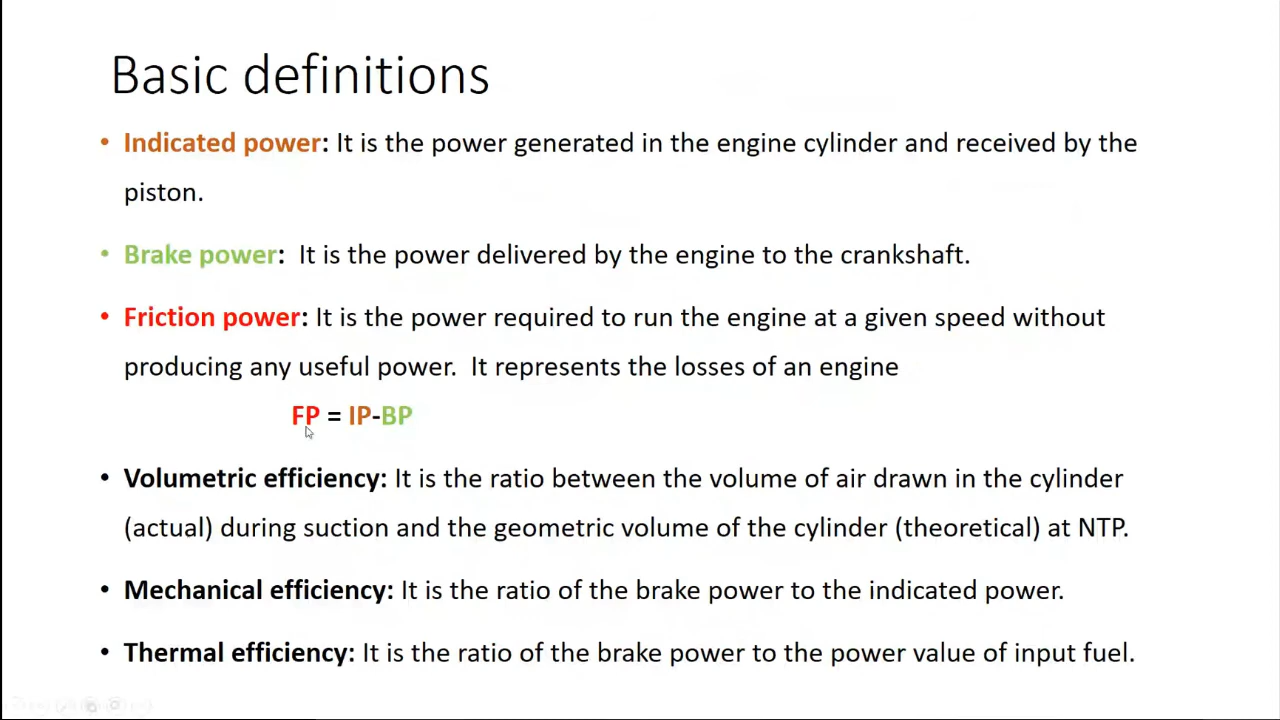 Basic definitions
• Indicated power: It is the power generated in the engine cylinder and received by the
piston.
• Brake power:  It is the power delivered by the engine to the crankshaft.
• Friction power: It is the power required to run the engine at a given speed without
producing any useful power.  It represents the losses of an engine
FP = IP-BP
• Volumetric efficiency: It is the ratio between the volume of air drawn in the cylinder
(actual) during suction and the geometric volume of the cylinder (theoretical) at NTP.
• Mechanical efficiency: It is the ratio of the brake power to the indicated power.
• Thermal efficiency: It is the ratio of the brake power to the power value of input fuel.